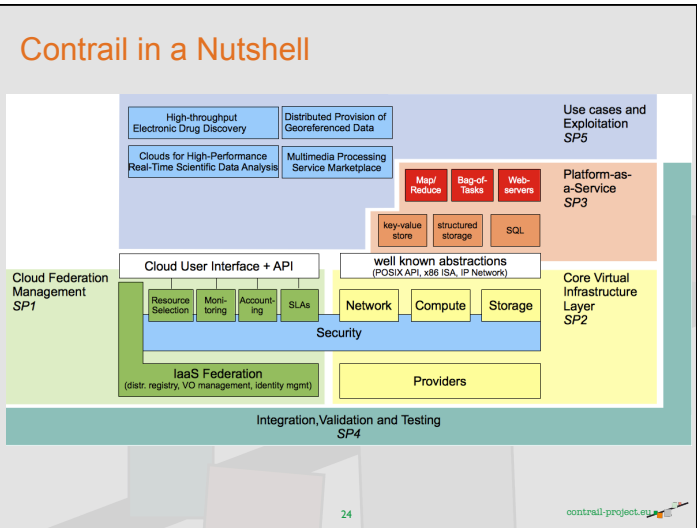 Contrail in a Nutshell
High-throughput
Electronic Drug Discovery
Distributed Provision of
Georeferenced Data
Use cases and
Exploitation
SP5
Clouds for High-Performance
Real-Time Scientific Data Analysis
Multimedia Processing
Service Marketplace
Map/
Reduce
Bag-of-
Tasks
Web-
servers
Platform-as-
a-Service
SP3
key-value
store
structured
storage
SQL
Cloud User Interface + API
well known abstractions
(POSIX API, x86 ISA, IP Network)
Cloud Federation
Management
SP1
Resource
Selection
Moni-
toring
Account-
ing
SLAs
Network
Compute
Storage
Core Virtual
Infrastructure
Layer
SP2
Security
IaaS Federation
(distr. registry, VO management, identity mgmt)
Providers
Integration,Validation and Testing
SP4
24
contrail-project.eu